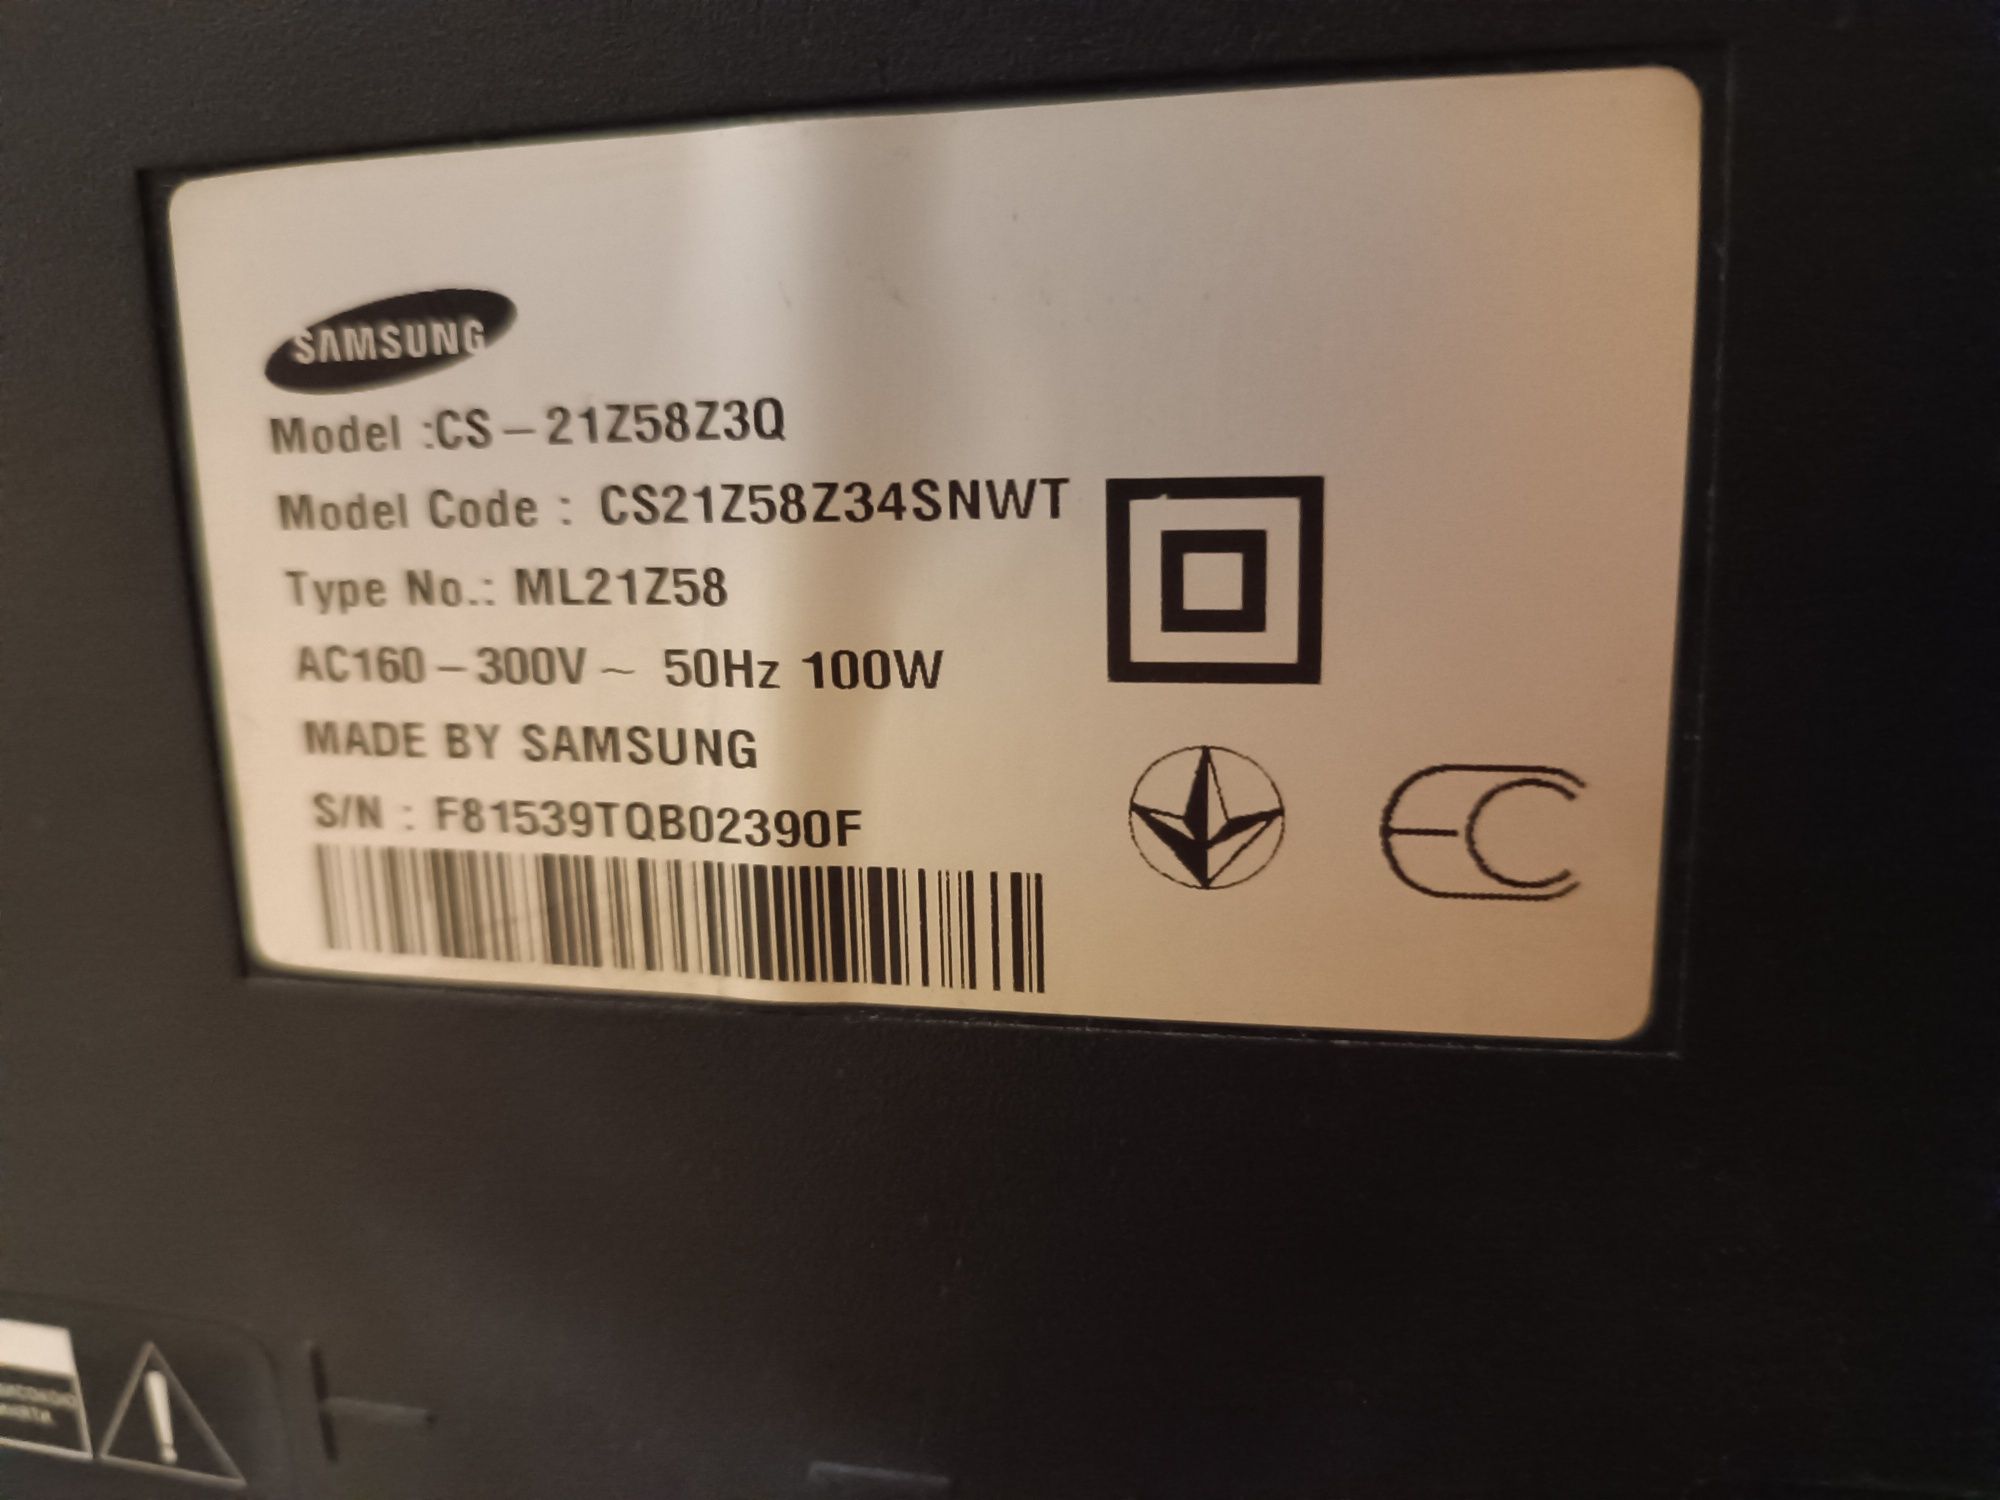 SAMSUNG
Model :CS-21Z58Z3Q
Model Code : CS21Z58Z34SNWT
Type No.: ML21Z58
AC160-300V~ 50Hz 100W
MADE BY SAMSUNG
S/N : F81539TQB02390F